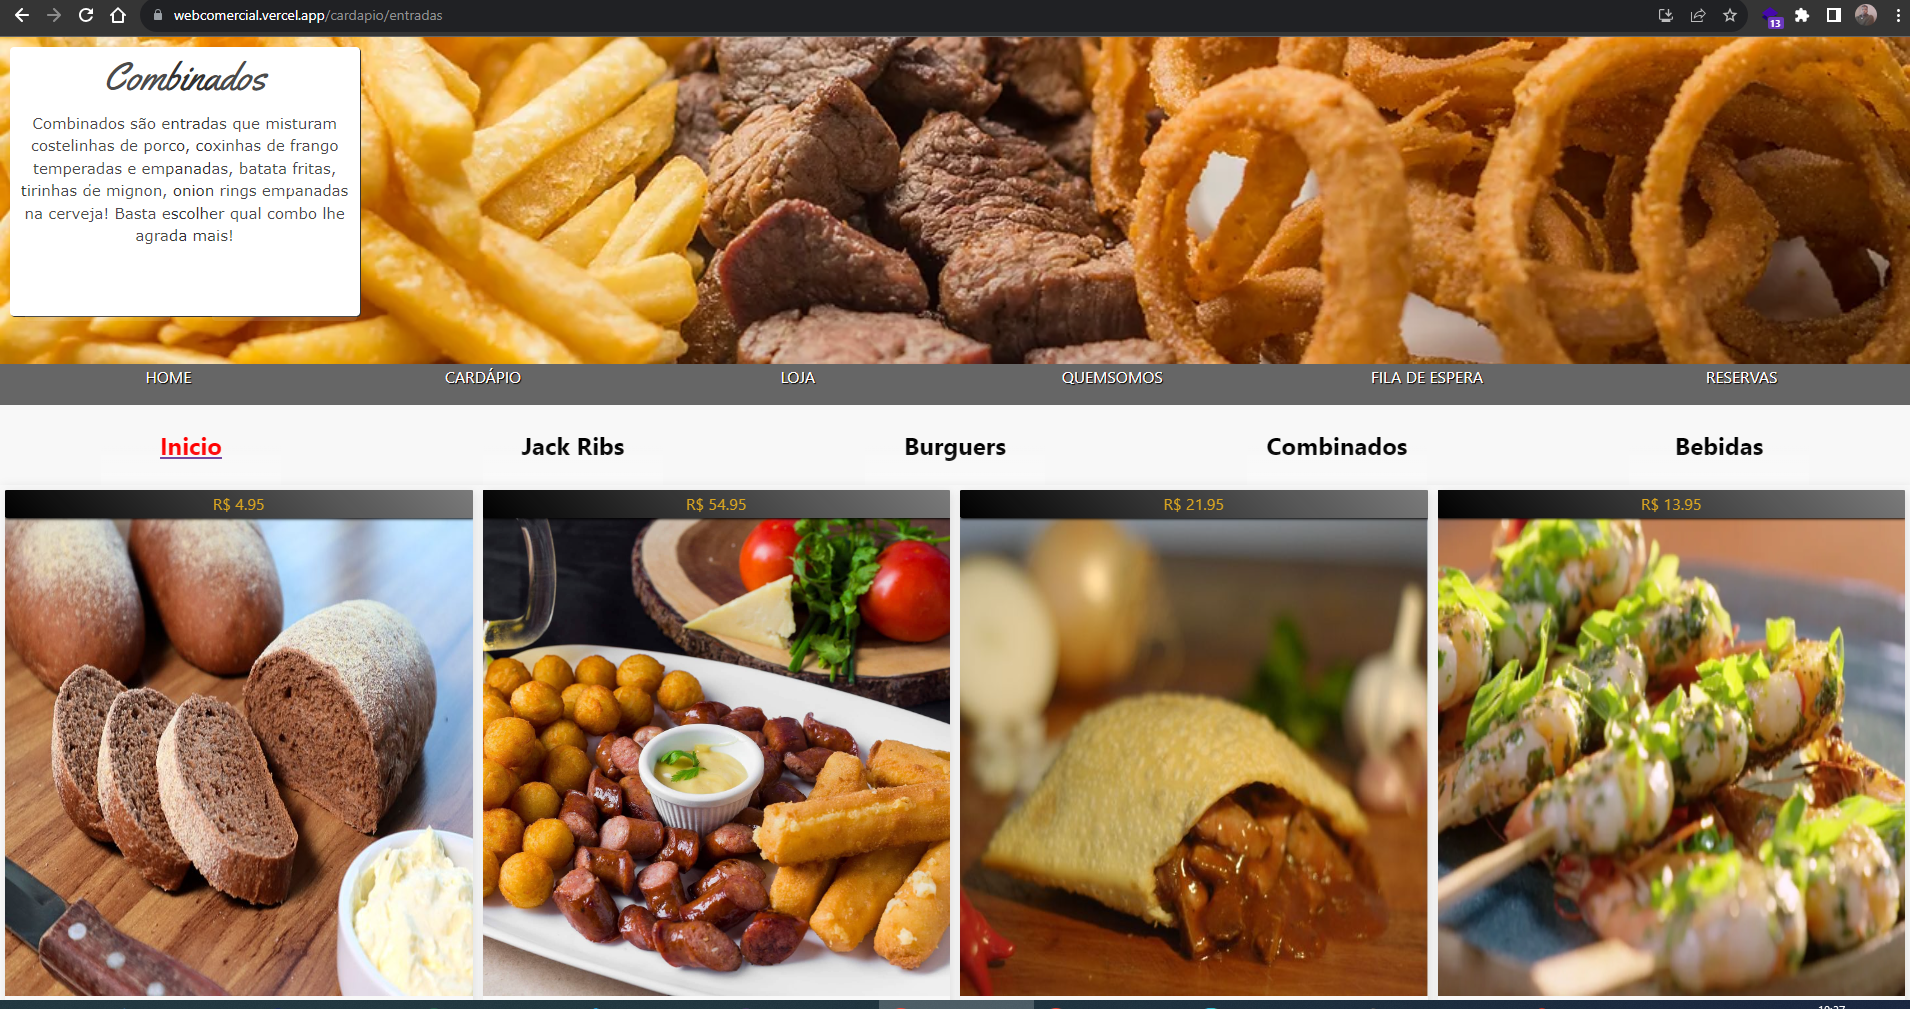 webcomercial.vercel.app/cardapio/entradas
13
Combinados
Combinados são entradas que misturam
costelinhas de porco, coxinhas de frango
temperadas e empanadas, batata fritas,
tirinhas de mignon, onion rings empanadas
na cerveja! Basta escolher qual combo lhe
agrada mais!
HOME CARDÁPIO LOJA QUEMSOMOS FILA DE ESPERA RESERVAS
Inicio Jack Ribs Burguers Combinados Bebidas
R$ 4.95 R$ 54.95 R$ 21.95 R$ 13.95